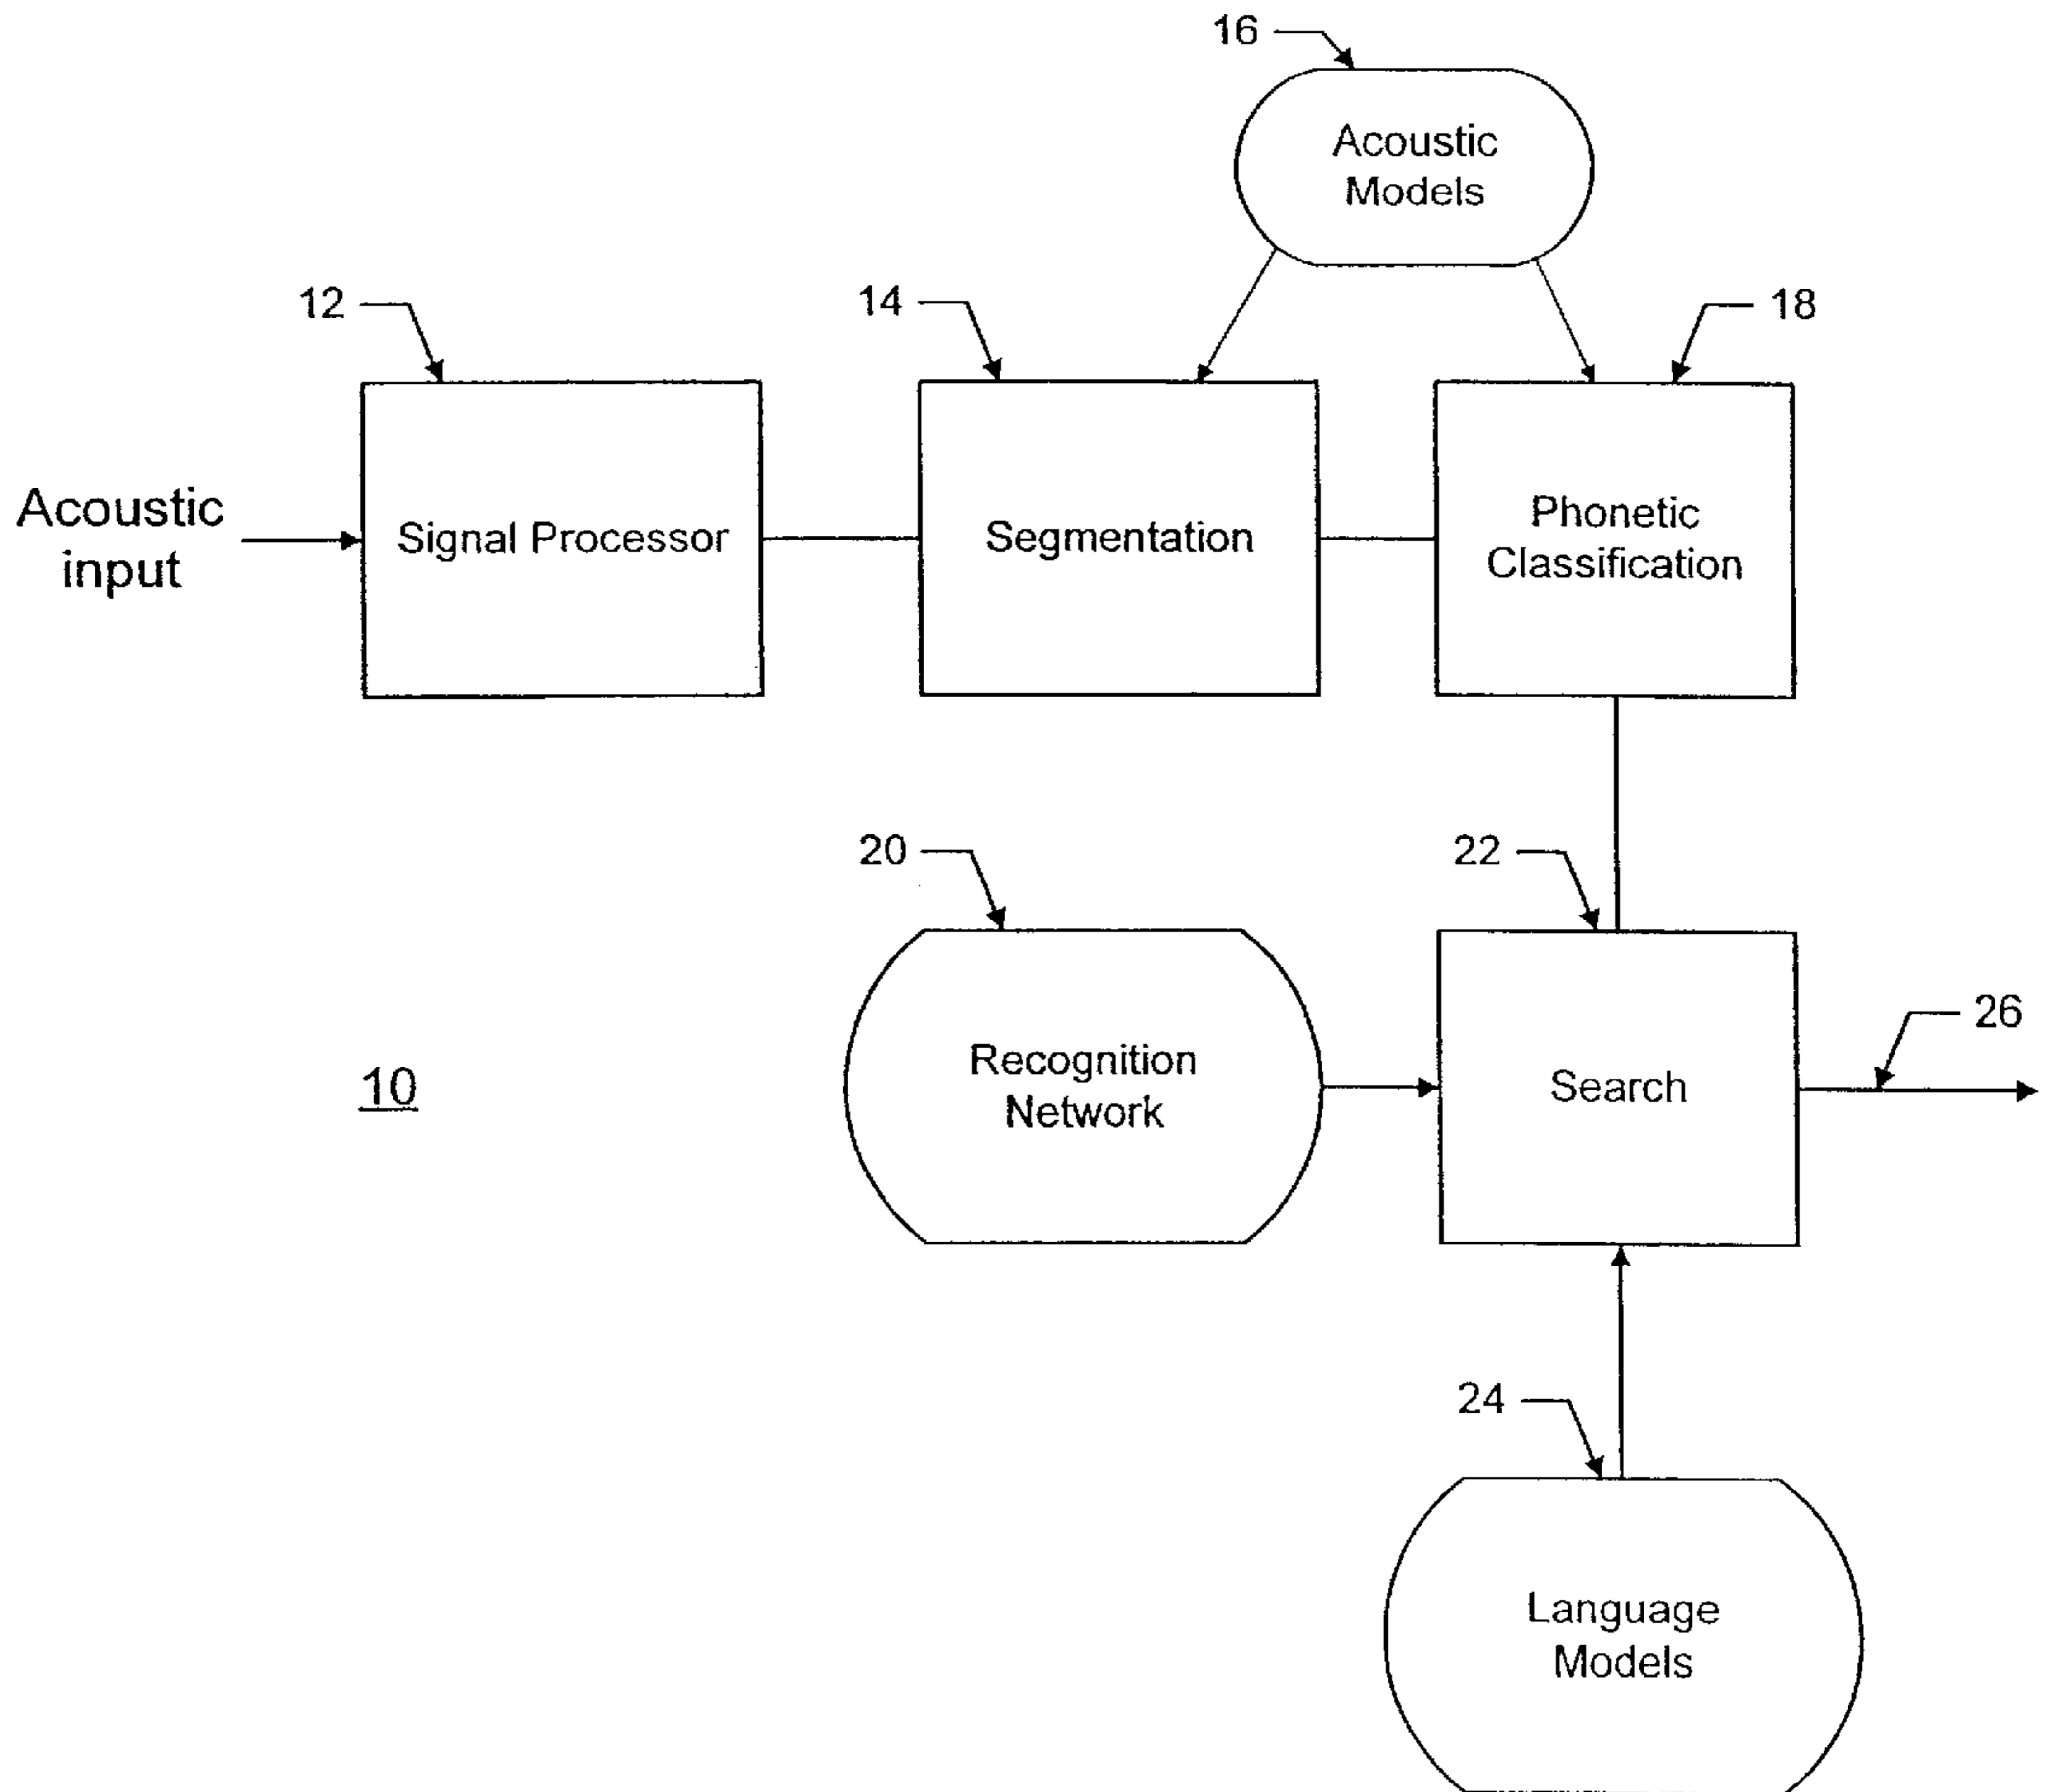 16
Acoustic
Models
12
14
18
Acoustic
input
Signal Processor
Segmentation
Phonetic
Classification
20
22
26
10
Recognition
Network
Search
24
Language
Models